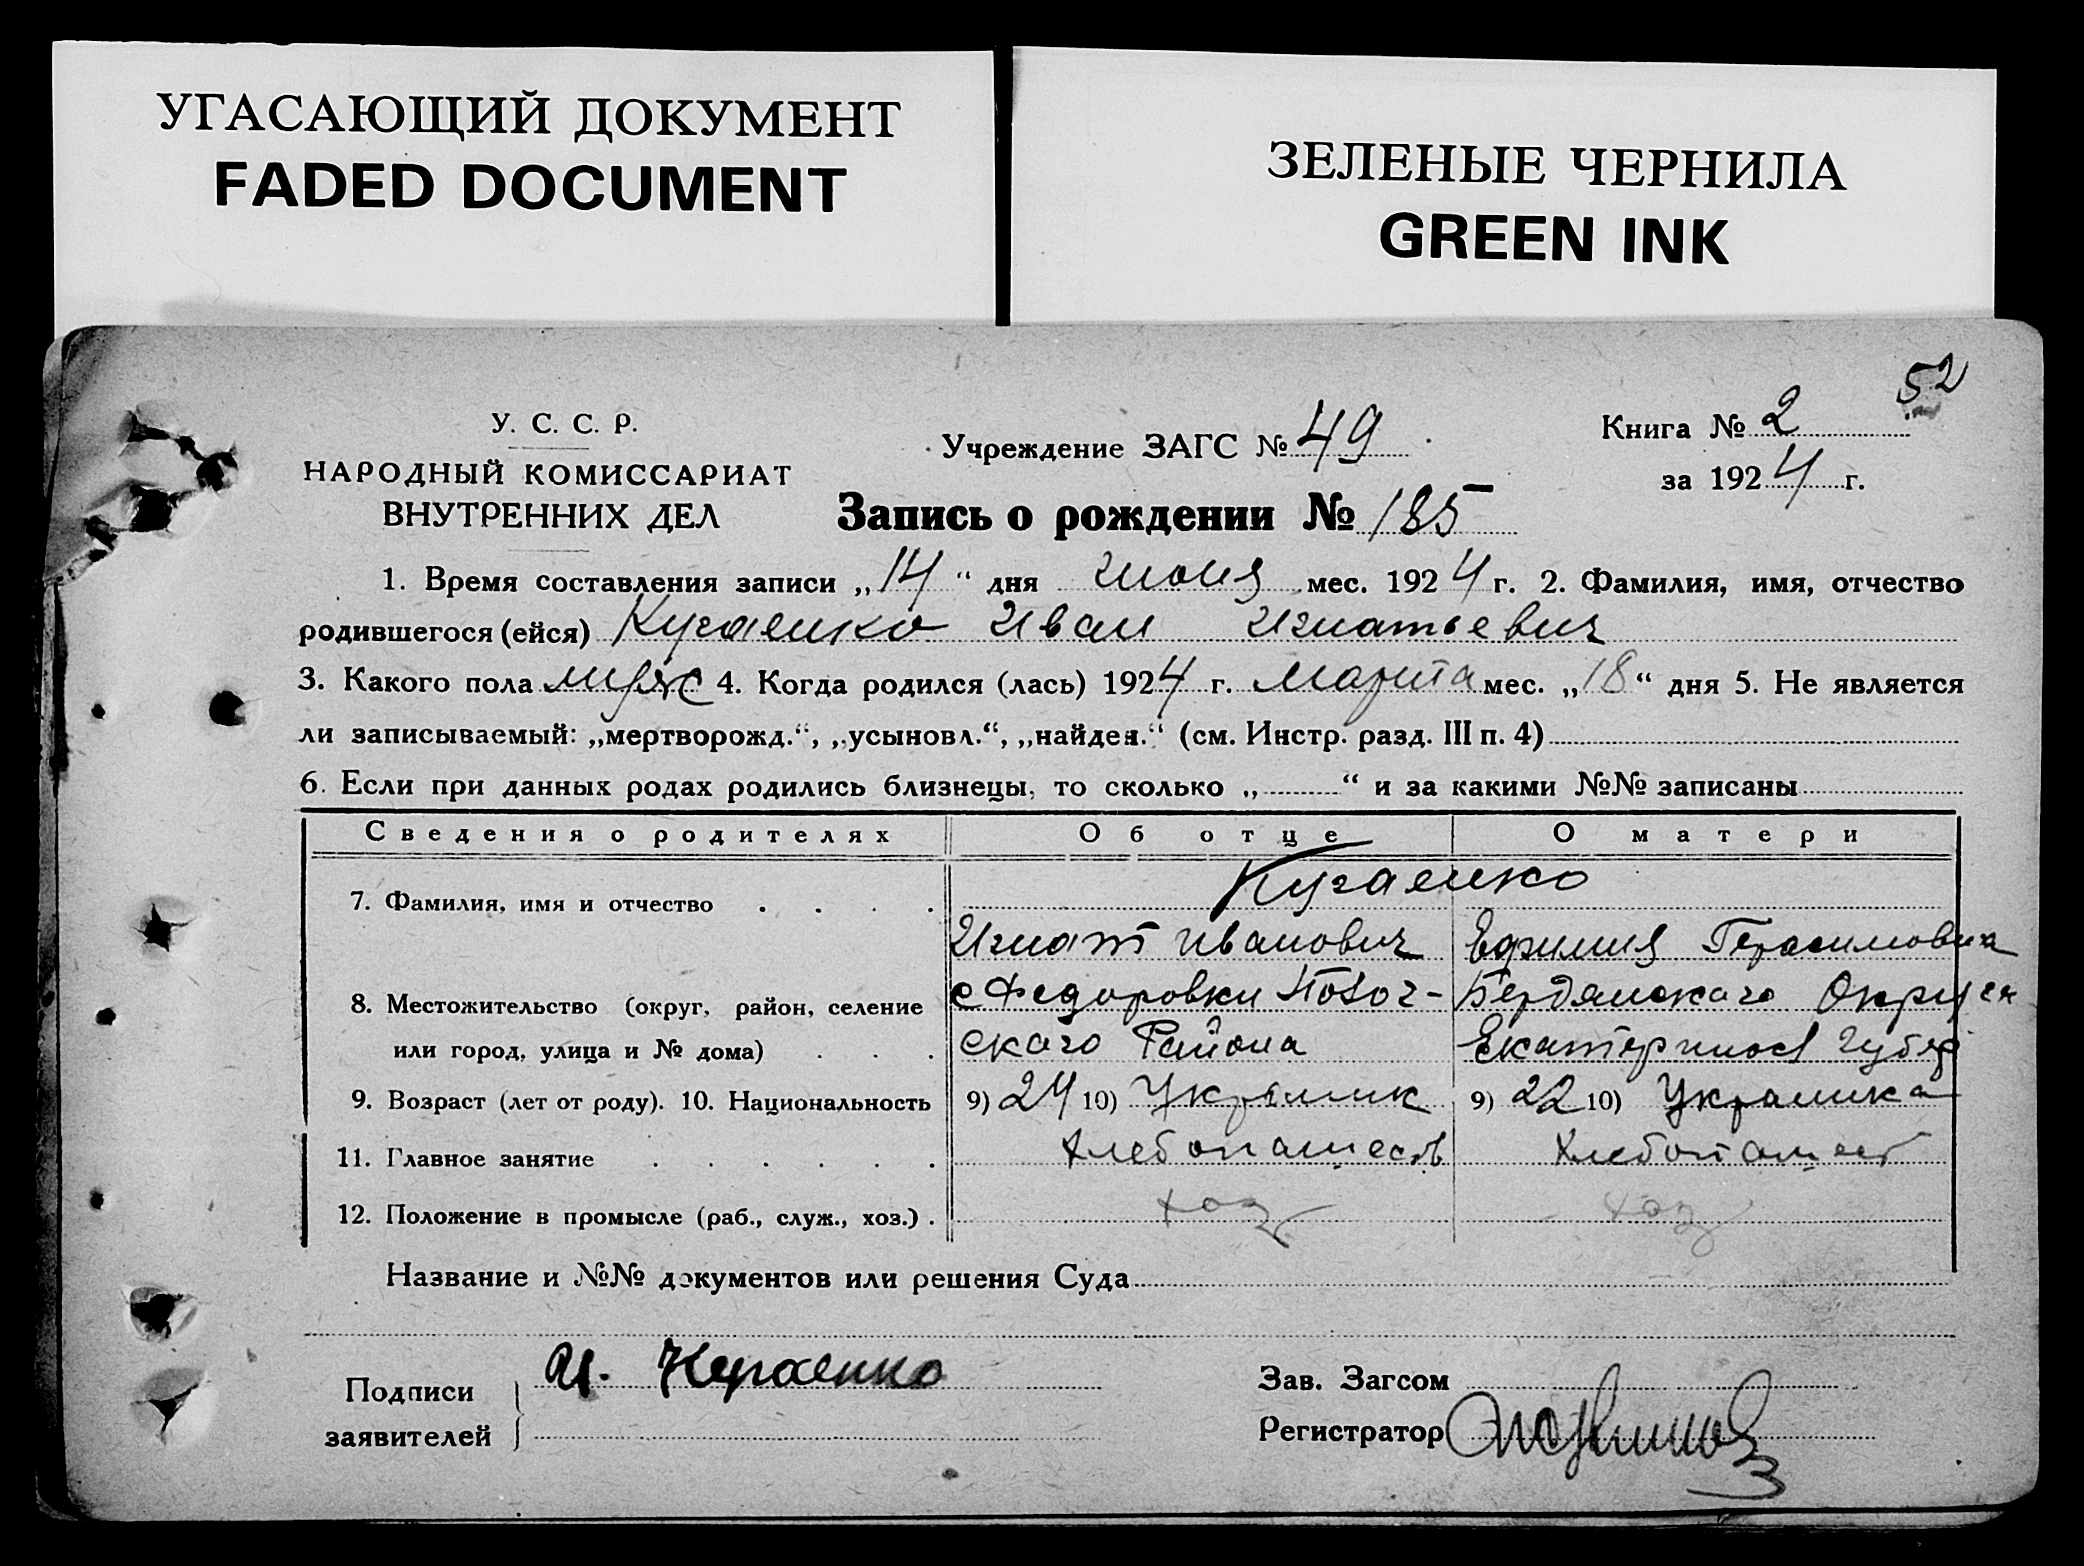 УГАСАЮЩИЙ ДОКУМЕНТ
FADED DOCUMENT
ЗЕЛЕНЫЕ ЧЕРНИЛА
GREEN INK
52
У. С. С. Р.
НАРОДНЫЙ КОМИССАРИАТ
ВНУТРЕННИХ ДЕЛ
Учреждение ЗАГС № 49
Книга № 2
за 1924 г.
Запись о рождении № 185
1. Время составления записи „14“ дня июня мес. 1924 г. 2. Фамилия, имя, отчество
родившегося (ейся) Кугаенко Иван Игнатьевич
3. Какого пола муж 4. Когда родился (лась) 1924 г. марта мес. „18“ дня 5. Не является
ли записываемый: „мертворожд.“, „усыновл.“, „найден.“ (см. Инстр. разд. III п. 4)
6. Если при данных родах родились близнецы, то сколько „ “ и за какими №№ записаны
Сведения о родителях Об отце О матери
7. Фамилия, имя и отчество Кугаенко
Игнат Иванович Ефимия Герасимовна
8. Местожительство (округ, район, селение
с Федоровки Бердянскаго Округа
или город, улица и № дома)
скаго Района Екатеринос губер
9. Возраст (лет от роду). 10. Национальность 9) 24 10) Украиник 9) 22 10) Украинка
11. Главное занятие
12. Положение в промысле (раб., служ., хоз.) хоз хоз
Название и №№ документов или решения Суда
Подписи
заявителей
И. Кугаенко
Зав. Загсом
Регистратор